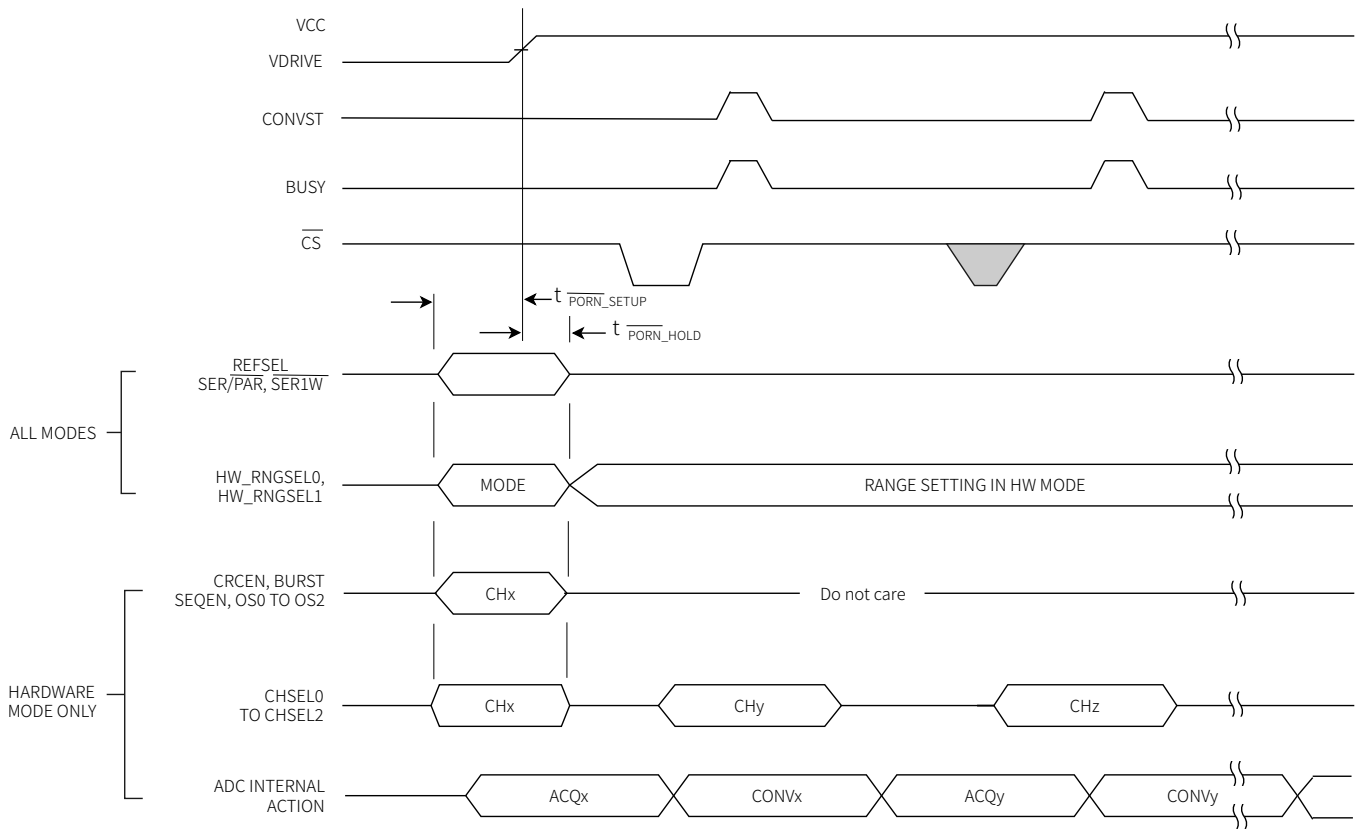 VCC
VDRIVE
CONVST
BUSY
CS
t PORN_SETUP
t PORN_HOLD
REFSEL
SER/PAR, SER1W
ALL MODES
HW_RNGSEL0,
HW_RNGSEL1
MODE
RANGE SETTING IN HW MODE
CRCEN, BURST
SEQEN, OS0 TO OS2
CHx
Do not care
HARDWARE
MODE ONLY
CHSEL0
TO CHSEL2
CHx
CHy
CHz
ADC INTERNAL
ACTION
ACQx
CONVx
ACQy
CONVy